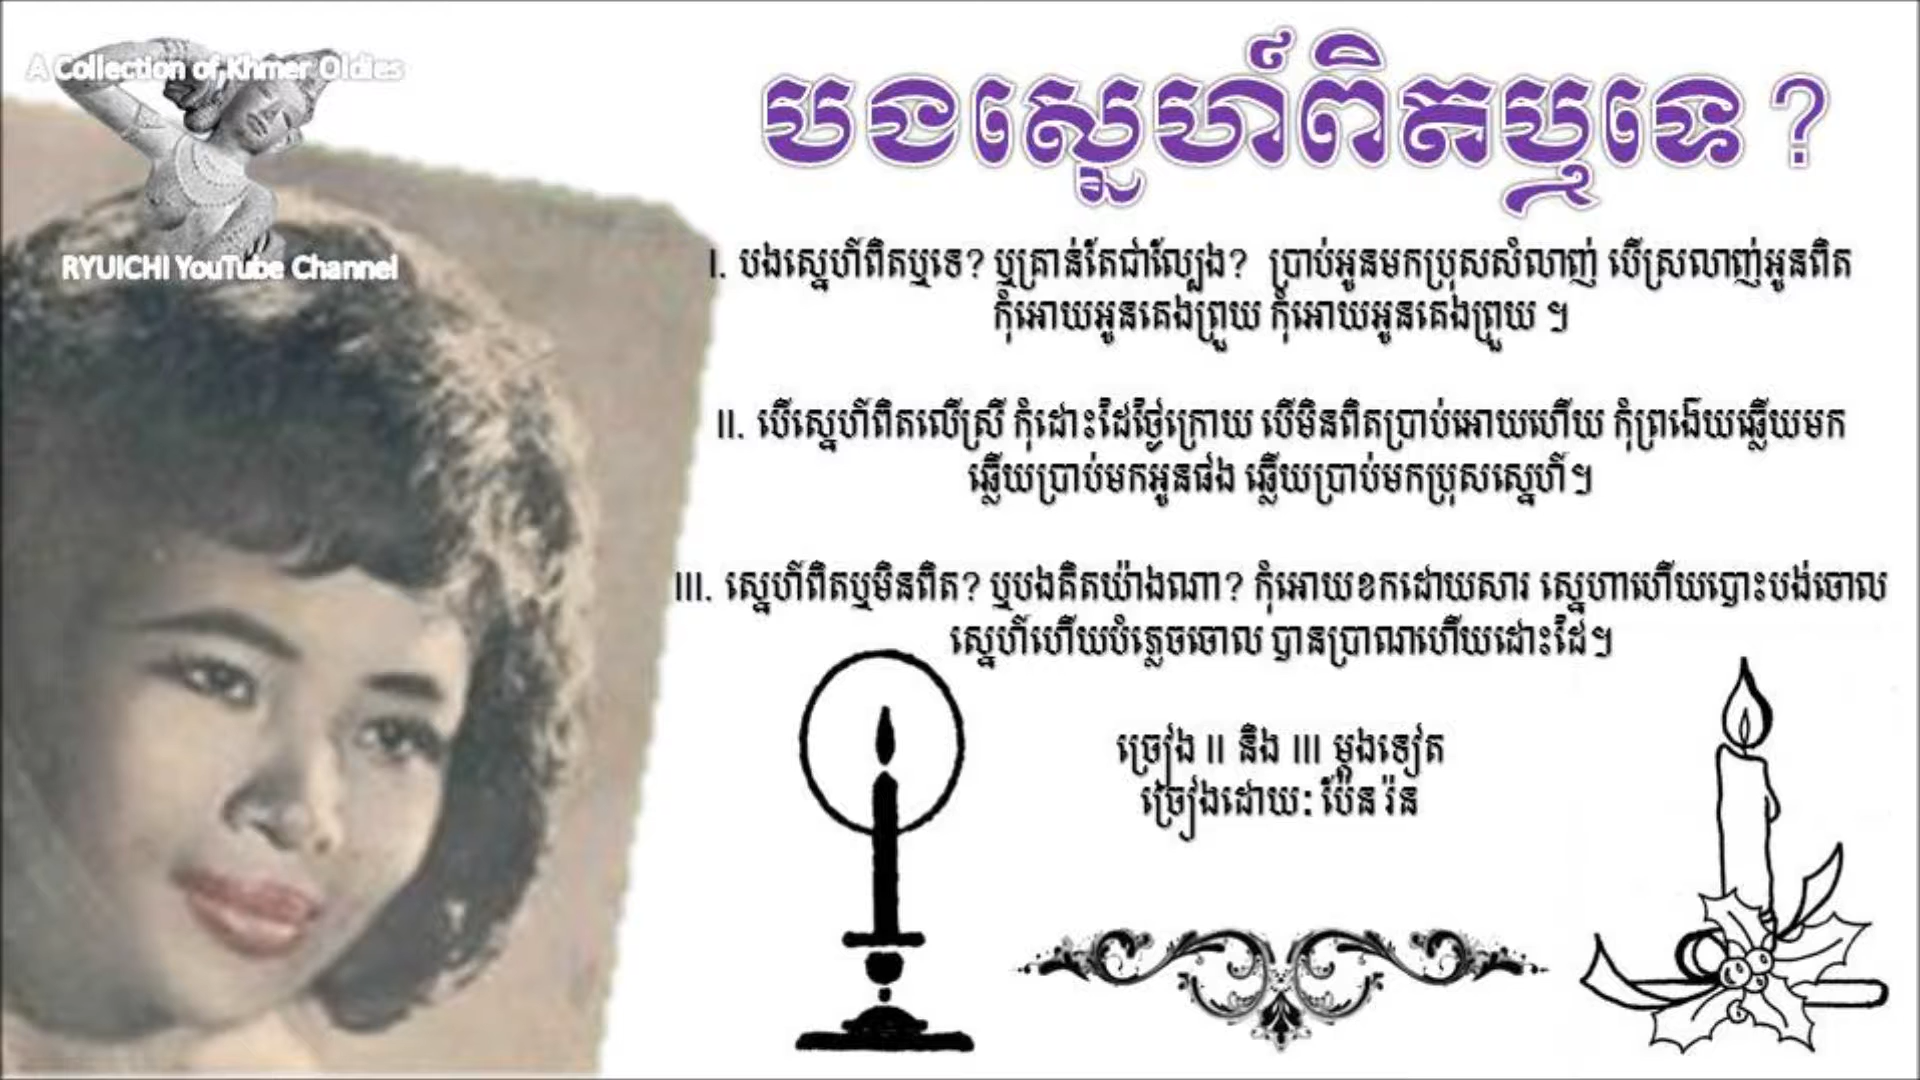 A Collection of Khmer Oldies
RYUICHI YouTube Channel
បងស្នេហ៍ពិតឬទេ?
I. បងស្នេហ៍ពិតឬទេ? ឬគ្រាន់តែជាល្បែង? ប្រាប់អូនមកប្រុសសំលាញ់ បើស្រលាញ់អូនពិត
កុំអោយអូនគេងព្រួយ កុំអោយអូនគេងព្រួយ ។
II. បើស្នេហ៍ពិតលើស្រី កុំដោះដៃថ្ងៃក្រោយ បើមិនពិតប្រាប់អោយហើយ កុំព្រងើយឆ្លើយមក
ឆ្លើយប្រាប់មកអូនផង ឆ្លើយប្រាប់មកប្រុសស្នេហ៍។
III. ស្នេហ៍ពិតឬមិនពិត? ឬបងគិតយ៉ាងណា? កុំអោយខកដោយសារ ស្នេហាហើយបោះបង់ចោល
ស្នេហ៍ហើយបំភ្លេចចោល បានប្រាណហើយដោះដៃ។
ច្រៀង II និង III ម្តងទៀត
ច្រៀងដោយៈ ប៉ែន រ៉ន